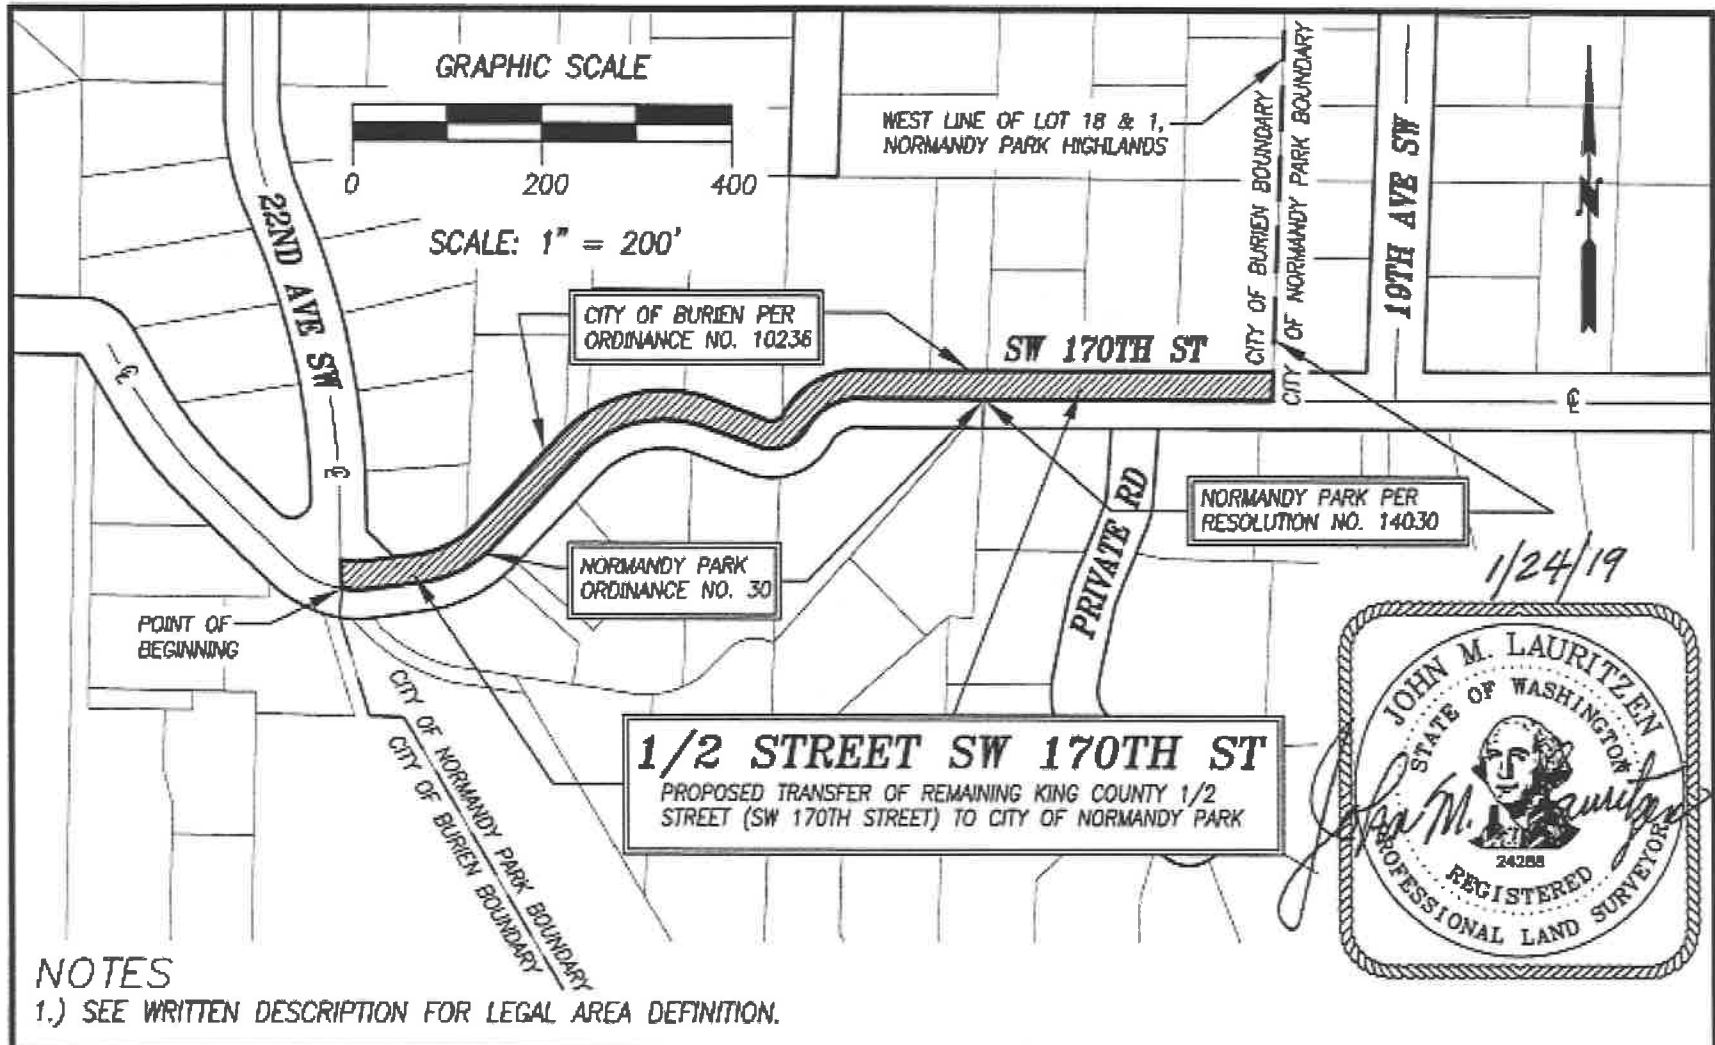 GRAPHIC SCALE
0 200 400
SCALE: 1" = 200'
WEST LINE OF LOT 18 & 1,
NORMANDY PARK HIGHLANDS
CITY OF BURIEN BOUNDARY
CITY OF NORMANDY PARK BOUNDARY
19TH AVE SW
N
22ND AVE SW
CITY OF BURIEN PER
ORDINANCE NO. 10236
SW 170TH ST
NORMANDY PARK PER
RESOLUTION NO. 14030
NORMANDY PARK
ORDINANCE NO. 30
PRIVATE RD
POINT OF
BEGINNING
CITY OF NORMANDY PARK BOUNDARY
CITY OF BURIEN BOUNDARY
1/2 STREET SW 170TH ST
PROPOSED TRANSFER OF REMAINING KING COUNTY 1/2
STREET (SW 170TH STREET) TO CITY OF NORMANDY PARK
1/24/19
JOHN M. LAURITZEN
STATE OF WASHINGTON
24288
REGISTERED
PROFESSIONAL LAND SURVEYOR
John M. Lauritzen
NOTES
1.) SEE WRITTEN DESCRIPTION FOR LEGAL AREA DEFINITION.